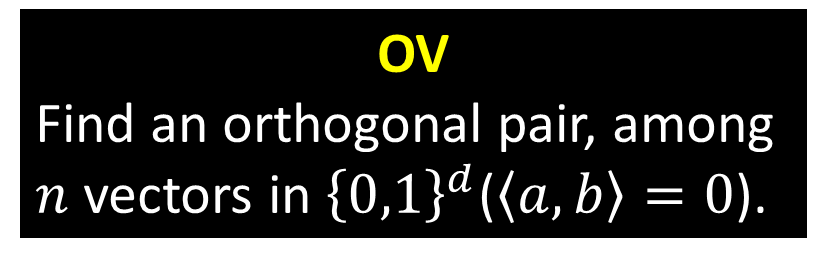 OV
Find an orthogonal pair, among
n vectors in {0,1}^d (⟨a, b⟩ = 0).